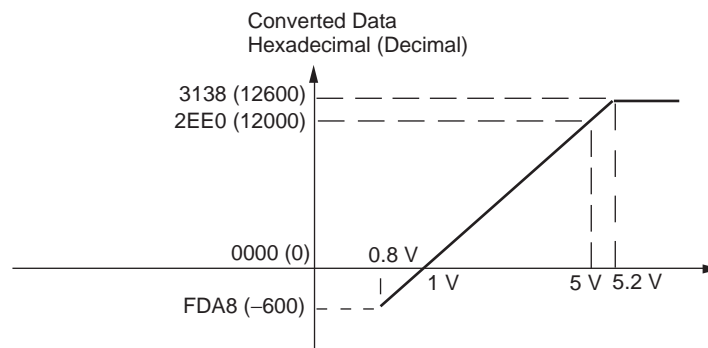 Converted Data
Hexadecimal (Decimal)
3138 (12600)
2EE0 (12000)
0000 (0)
0.8 V
1 V
5 V
5.2 V
FDA8 (–600)